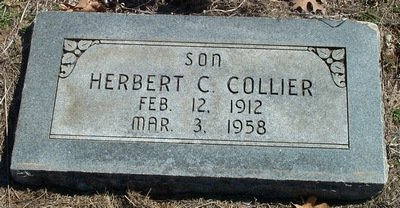 SON
HERBERT C. COLLIER
FEB. 12, 1912
MAR. 3, 1958